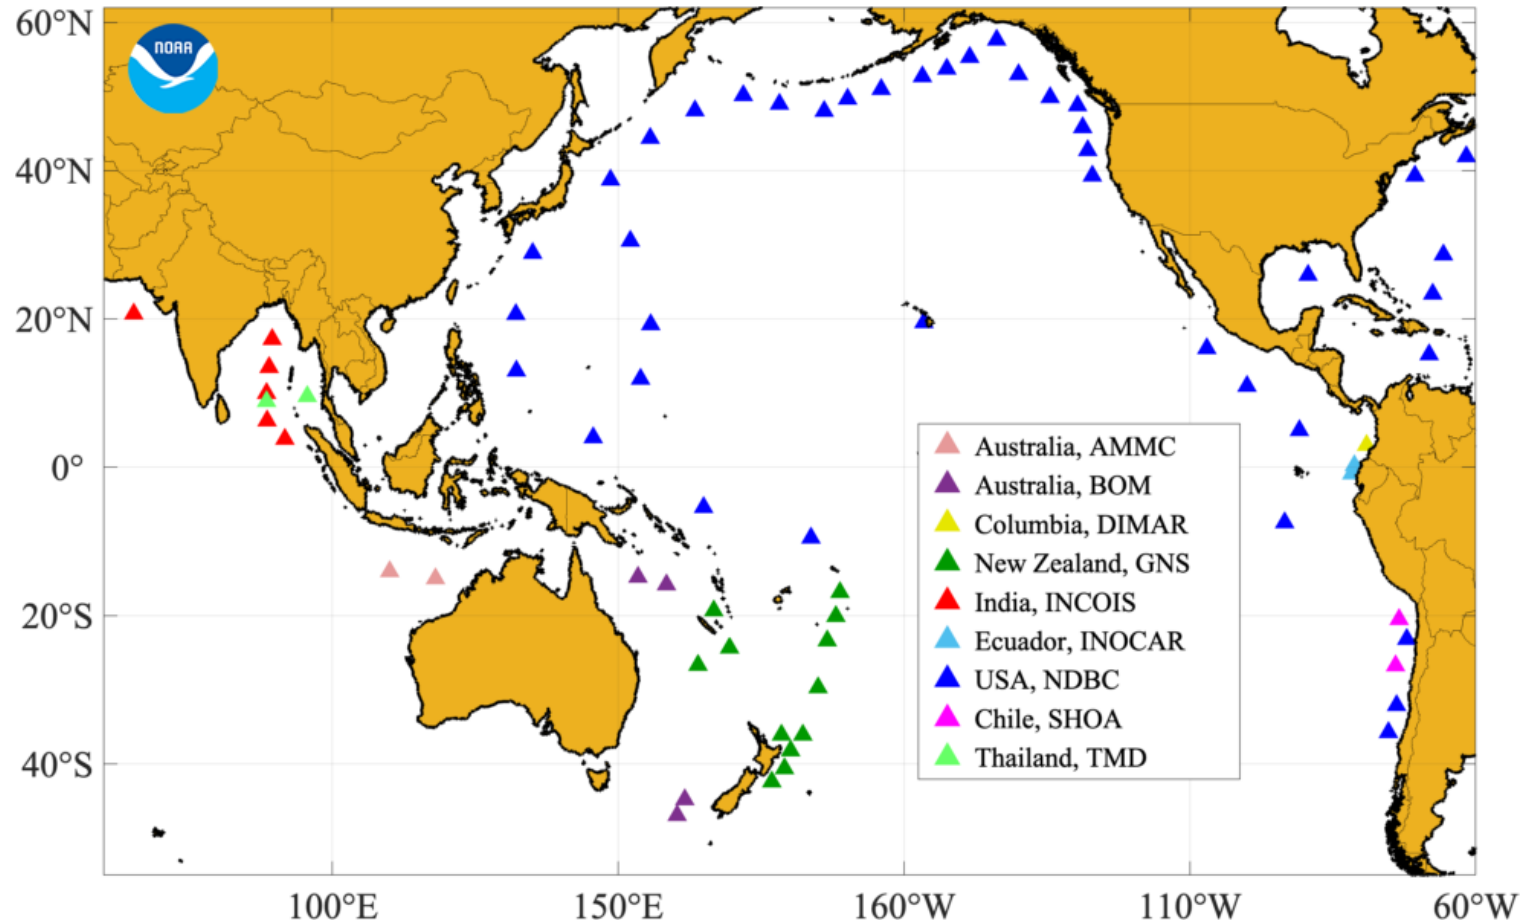 60°N
NOAA
40°N
20°N
0°
20°S
40°S
Australia, AMMC
Australia, BOM
Columbia, DIMAR
New Zealand, GNS
India, INCOIS
Ecuador, INOCAR
USA, NDBC
Chile, SHOA
Thailand, TMD
100°E 150°E 160°W 110°W 60°W